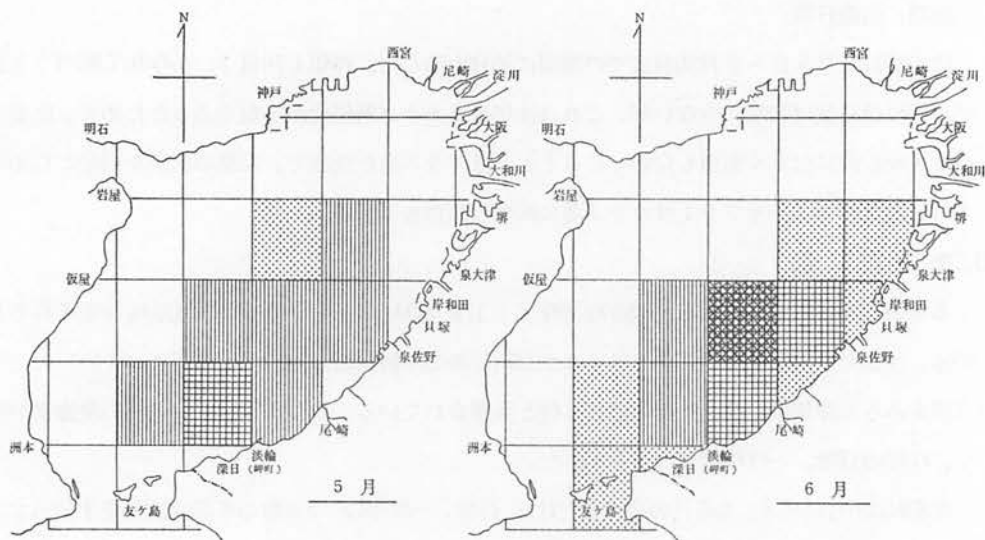 N
西宮
尼崎
淀川
神戸
明石
大阪
大和川
岩屋
堺
仮屋
泉大津
岸和田
貝塚
泉佐野
尾崎
洲本
淡輪
深日(岬町)
友ヶ島
5 月
N
西宮
尼崎
淀川
神戸
明石
大阪
大和川
岩屋
堺
仮屋
泉大津
岸和田
貝塚
泉佐野
尾崎
洲本
淡輪
深日(岬町)
友ヶ島
6 月